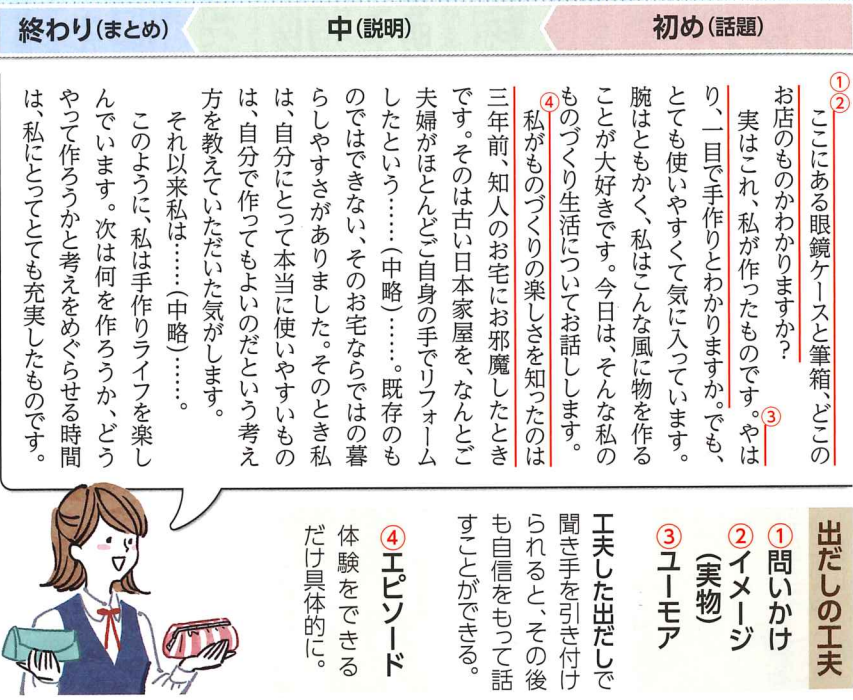 初め(話題)
中(説明)
終わり(まとめ)
①②
ここにある眼鏡ケースと筆箱、どこの
お店のものかわかりますか?
実はこれ、私が作ったものです。③やは
り、一目で手作りとわかりますか。でも、
とても使いやすくて気に入っています。
腕はともかく、私はこんな風に物を作る
ことが大好きです。今日は、そんな私の
ものづくり生活についてお話しします。
④私がものづくりの楽しさを知ったのは
三年前、知人のお宅にお邪魔したとき
です。そのは古い日本家屋を、なんとご
夫婦がほとんどご自身の手でリフォーム
したという……(中略)……。既存のも
のではできない、そのお宅ならではの暮
らしやすさがありました。そのとき私
は、自分にとって本当に使いやすいもの
は、自分で作ってもよいのだという考え
方を教えていただいた気がします。
それ以来私は……(中略)……。
このように、私は手作りライフを楽し
んでいます。次は何を作ろうか、どう
やって作ろうかと考えをめぐらせる時間
は、私にとってとても充実したものです。
出だしの工夫
①問いかけ
②イメージ
(実物)
③ユーモア
工夫した出だしで
聞き手を引き付け
られると、その後
も自信をもって話
すことができる。
④エピソード
体験をできる
だけ具体的に。